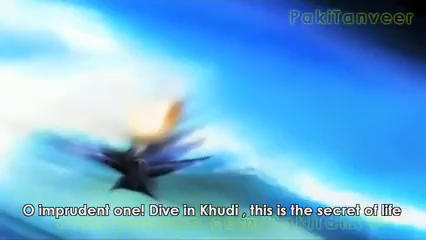 PakiTanveer
O imprudent one! Dive in Khudi , this is the secret of life